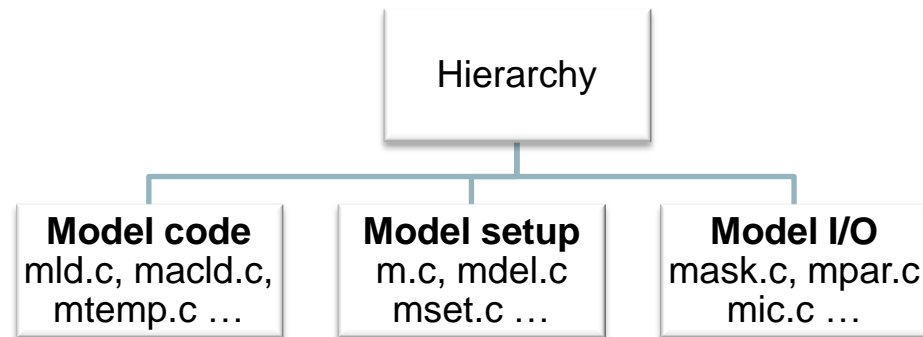 Hierarchy
Model code
mld.c, macld.c,
mtemp.c …
Model setup
m.c, mdel.c
mset.c …
Model I/O
mask.c, mpar.c
mic.c …